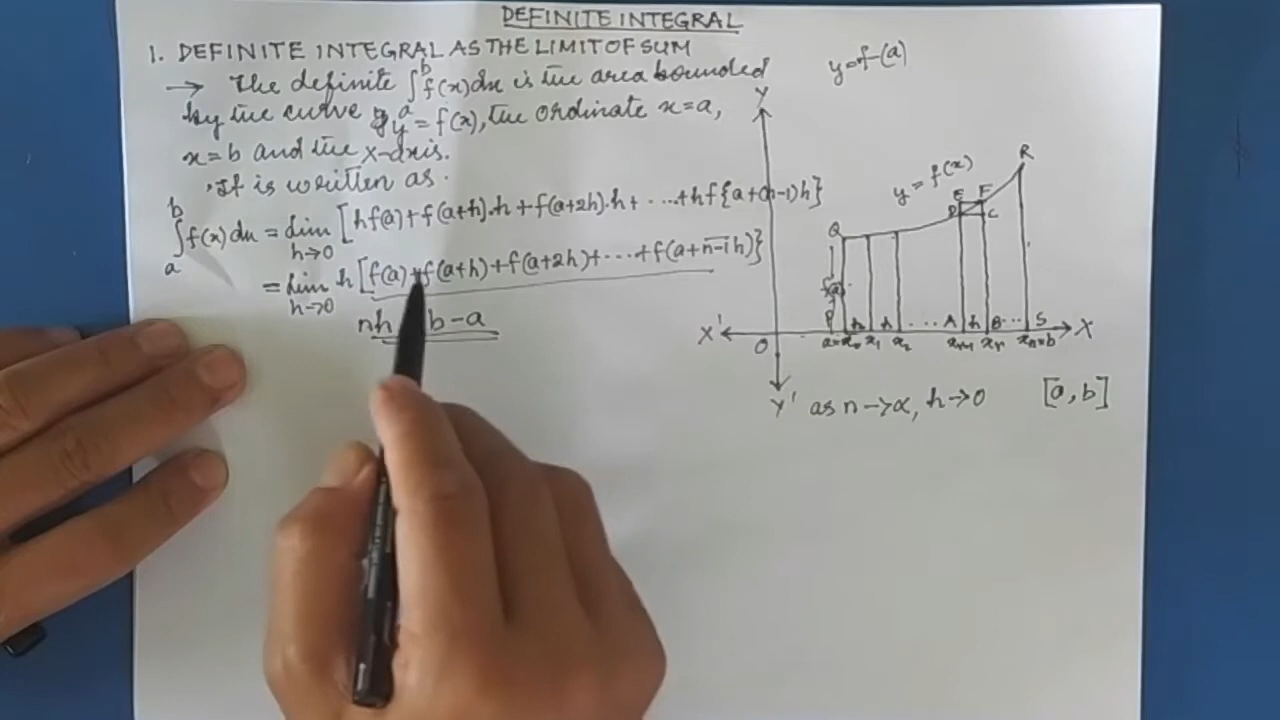 DEFINITE INTEGRAL
1. DEFINITE INTEGRAL AS THE LIMIT OF SUM
→ The definite ∫ₐᵇ f(x)dx is the area bounded
by the curve y = f(x), the ordinate x=a,
x=b and the X-axis.
It is written as.
∫ₐᵇ f(x)dx = lim h→0 [hf(a)+f(a+h).h+f(a+2h).h+ ....+hf{a+(n-1)h}
= lim h→0 h[f(a)+f(a+h)+f(a+2h)+....+f(a+n̅-̅1̅h)}
nh b-a
y=f(a)
Y
y = f(x)
R
E F
D C
Q
f(a)
P h h ...A h B... S
X' O a=x₀ x₁ x₂ xᵣ₋₁ xᵣ xₙ=b X
Y' as n→α, h→0 [a,b]